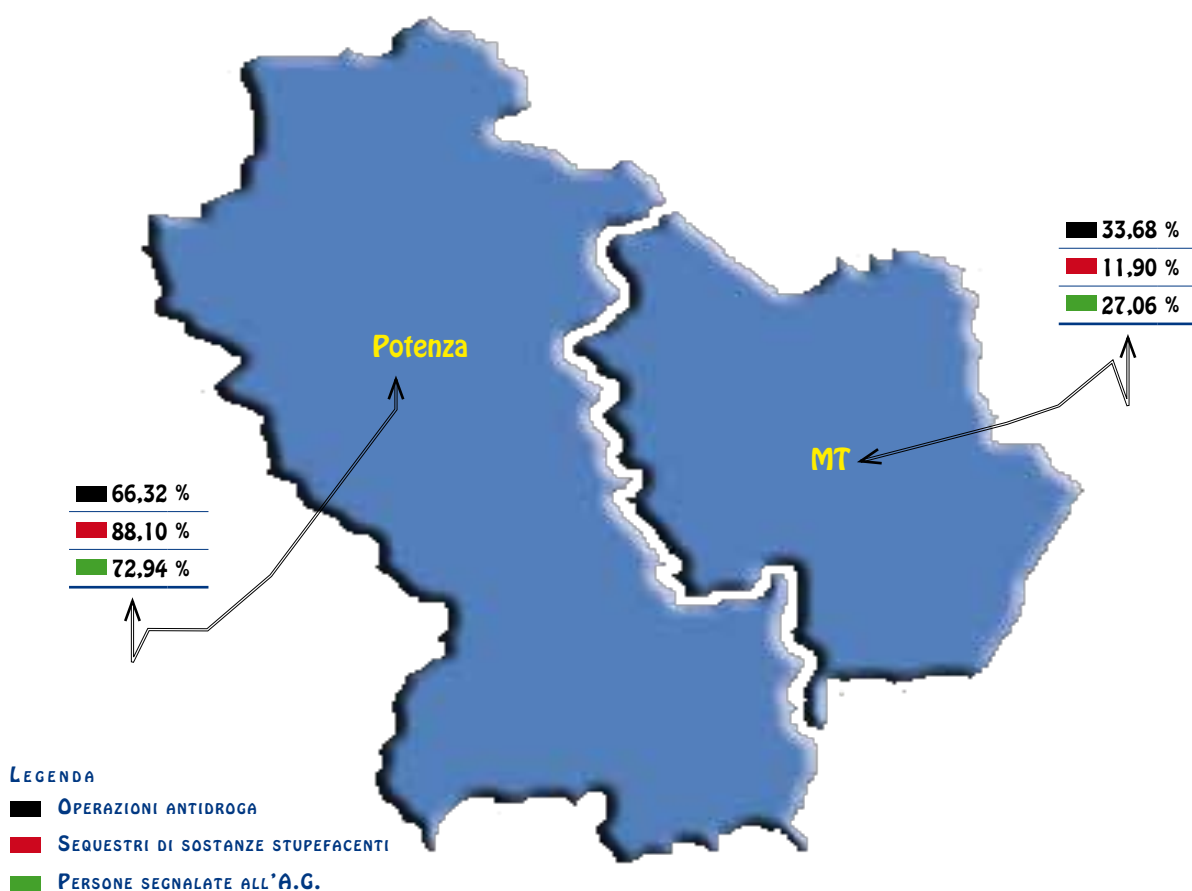 33,68 %
11,90 %
27,06 %
Potenza
MT
66,32 %
88,10 %
72,94 %
LEGENDA
OPERAZIONI ANTIDROGA
SEQUESTRI DI SOSTANZE STUPEFACENTI
PERSONE SEGNALATE ALL'A.G.